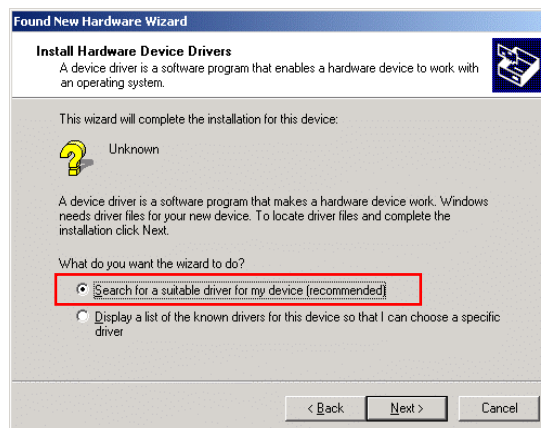 Found New Hardware Wizard
Install Hardware Device Drivers
A device driver is a software program that enables a hardware device to work with
an operating system.
This wizard will complete the installation for this device:
Unknown
A device driver is a software program that makes a hardware device work. Windows
needs driver files for your new device. To locate driver files and complete the
installation click Next.
What do you want the wizard to do?
Search for a suitable driver for my device (recommended)
Display a list of the known drivers for this device so that I can choose a specific
driver
< Back Next > Cancel